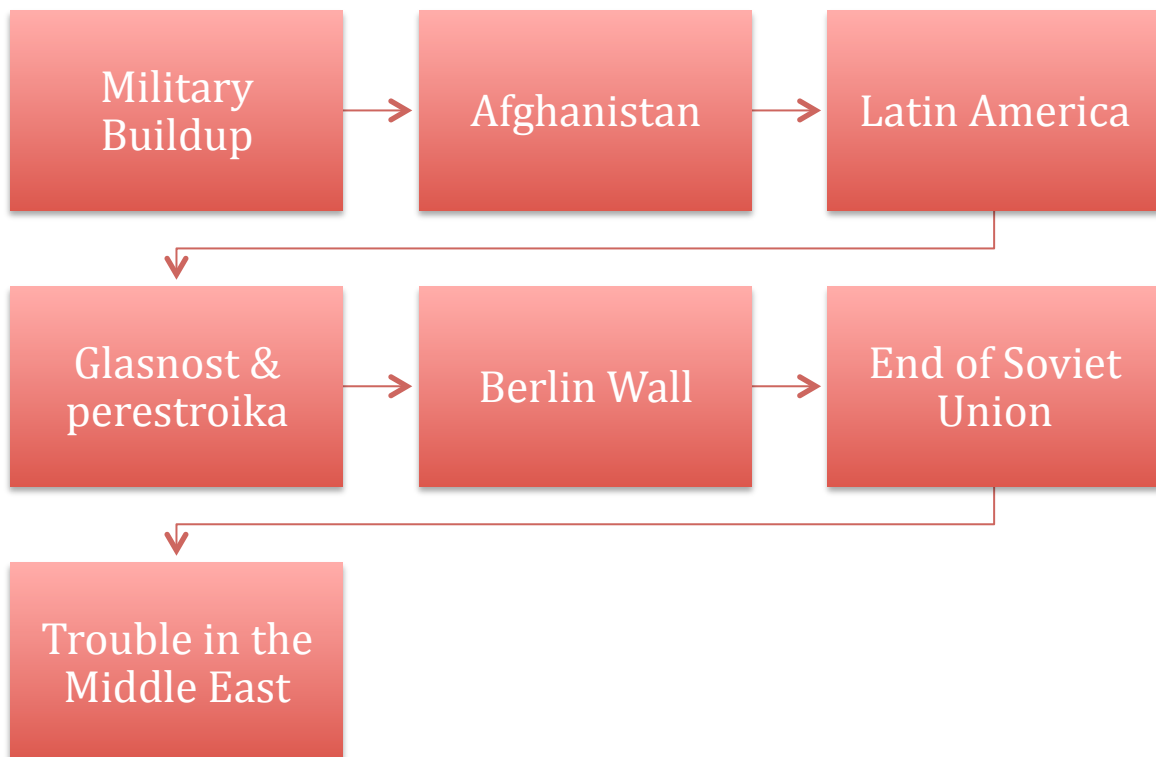 Military
Buildup
Afghanistan
Latin America
Glasnost &
perestroika
Berlin Wall
End of Soviet
Union
Trouble in the
Middle East